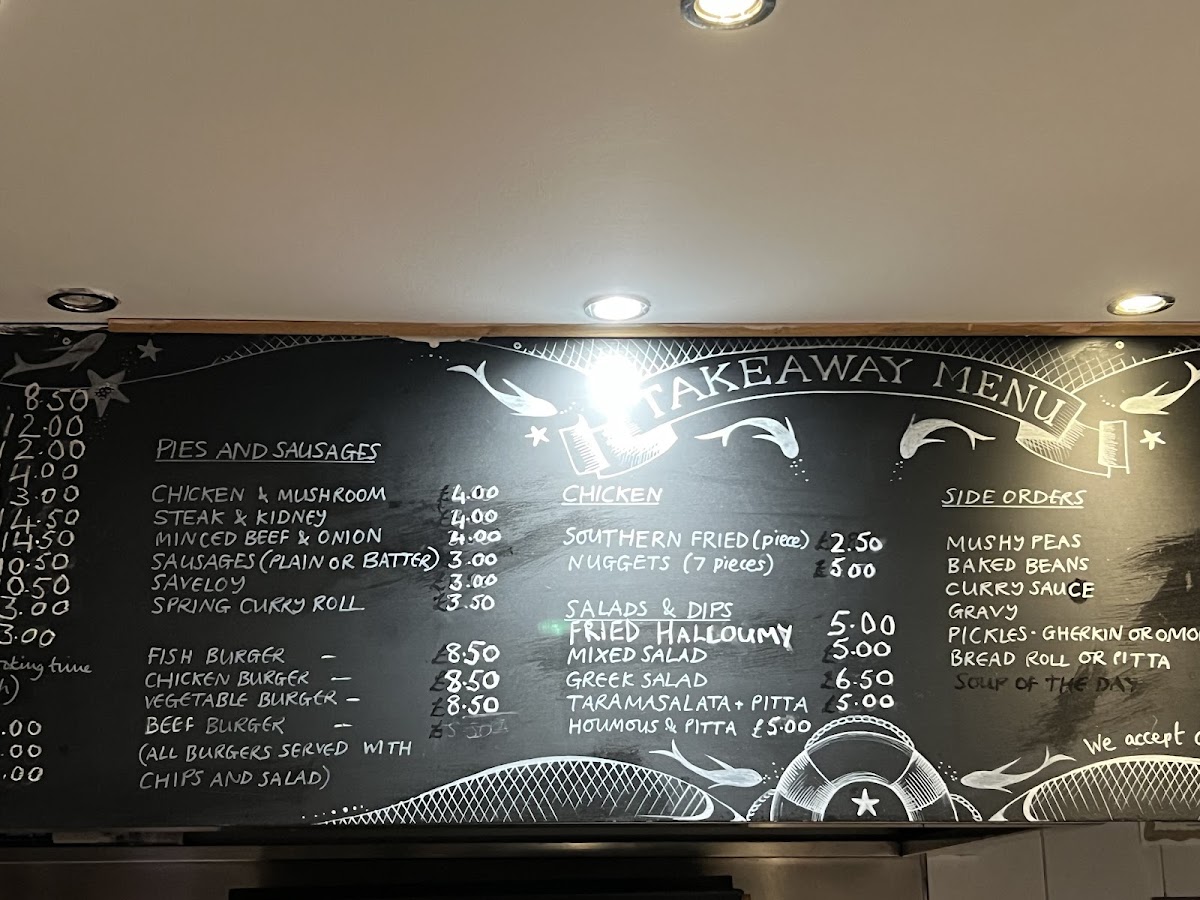 TAKEAWAY MENU
8.50
12.00
12.00
4.00
3.00
14.50
14.50
10.50
10.50
3.00
3.00
.00
.00
.00
PIES AND SAUSAGES
CHICKEN & MUSHROOM £4.00
STEAK & KIDNEY £4.00
MINCED BEEF & ONION 4.00
SAUSAGES (PLAIN OR BATTER) 3.00
SAVELOY 3.00
SPRING CURRY ROLL 3.50
FISH BURGER - £8.50
CHICKEN BURGER - £8.50
VEGETABLE BURGER - £8.50
BEEF BURGER -
(ALL BURGERS SERVED WITH
CHIPS AND SALAD)
CHICKEN
SOUTHERN FRIED (piece) 2.50
NUGGETS (7 pieces) £5.00
SALADS & DIPS
FRIED HALLOUMY 5.00
MIXED SALAD £5.00
GREEK SALAD £6.50
TARAMASALATA + PITTA £5.00
HOUMOUS & PITTA £5.00
SIDE ORDERS
MUSHY PEAS
BAKED BEANS
CURRY SAUCE
GRAVY
PICKLES - GHERKIN OR
BREAD ROLL OR PITTA
SOUP OF THE DAY
We accept